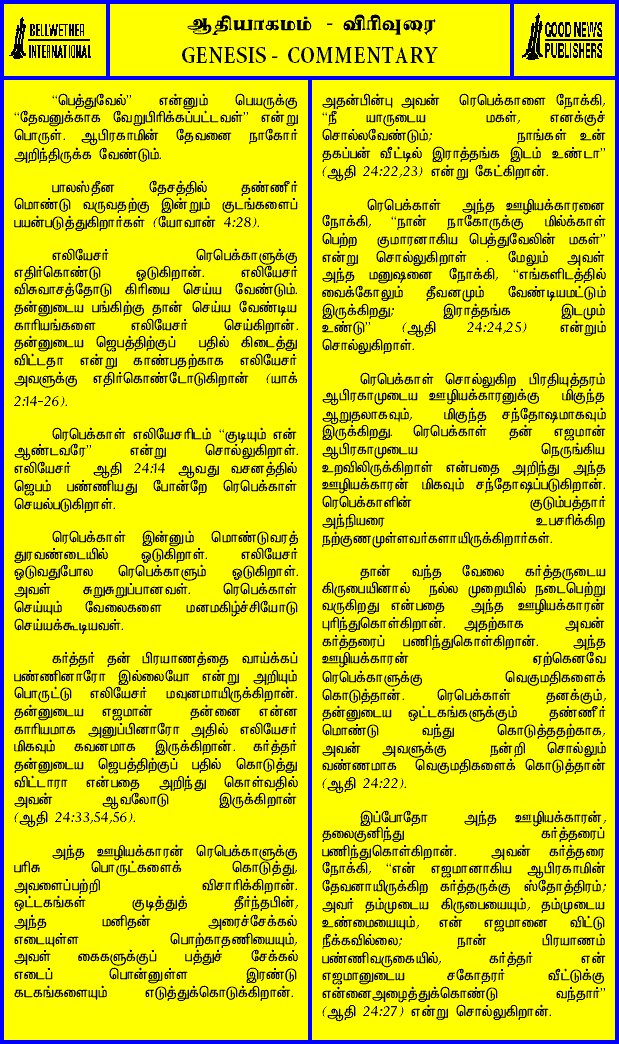 BELLWETHER
INTERNATIONAL
ஆதியாகமம் - விரிவுரை
GENESIS - COMMENTARY
GOOD NEWS
PUBLISHERS
“பெத்துவேல்” என்னும் பெயருக்கு
“தேவனுக்காக வேறுபிரிக்கப்பட்டவள்” என்று
பொருள். ஆபிரகாமின் தேவனை நாகோர்
அறிந்திருக்க வேண்டும்.
பாலஸ்தீன தேசத்தில் தண்ணீர்
மொண்டு வருவதற்கு இன்றும் குடங்களைப்
பயன்படுத்துகிறார்கள் (யோவான் 4:28).
எலியேசர் ரெபெக்காளுக்கு
எதிர்கொண்டு ஓடுகிறான். எலியேசர்
விசுவாசத்தோடு கிரியை செய்ய வேண்டும்.
தன்னுடைய பங்கிற்கு தான் செய்ய வேண்டிய
காரியங்களை எலியேசர் செய்கிறான்.
தன்னுடைய ஜெபத்திற்குப் பதில் கிடைத்து
விட்டதா என்று காண்பதற்காக எலியேசர்
அவளுக்கு எதிர்கொண்டோடுகிறான் (யாக்
2:14-26).
ரெபெக்காள் எலியேசரிடம் “குடியும் என்
ஆண்டவரே” என்று சொல்லுகிறாள்.
எலியேசர் ஆதி 24:14 ஆவது வசனத்தில்
ஜெபம் பண்ணியது போன்றே ரெபெக்காள்
செயல்படுகிறாள்.
ரெபெக்காள் இன்னும் மொண்டுவரத்
துரவண்டையில் ஓடுகிறாள். எலியேசர்
ஓடுவதுபோல ரெபெக்காளும் ஓடுகிறாள்.
அவள் சுறுசுறுப்பானவள். ரெபெக்காள்
செய்யும் வேலைகளை மனமகிழ்ச்சியோடு
செய்யக்கூடியவள்.
கர்த்தர் தன் பிரயாணத்தை வாய்க்கப்
பண்ணினாரோ இல்லையோ என்று அறியும்
பொருட்டு எலியேசர் மவுனமாயிருக்கிறான்.
தன்னுடைய எஜமான் தன்னை என்ன
காரியமாக அனுப்பினாரோ அதில் எலியேசர்
மிகவும் கவனமாக இருக்கிறான். கர்த்தர்
தன்னுடைய ஜெபத்திற்குப் பதில் கொடுத்து
விட்டாரா என்பதை அறிந்து கொள்வதில்
அவன் ஆவலோடு இருக்கிறான்
(ஆதி 24:33,54,56).
அந்த ஊழியக்காரன் ரெபெக்காளுக்கு
பரிசு பொருட்களைக் கொடுத்து,
அவளைப்பற்றி விசாரிக்கிறான்.
ஒட்டகங்கள் குடித்துத் தீர்ந்தபின்,
அந்த மனிதன் அரைச்சேக்கல்
எடையுள்ள பொற்காதணியையும்,
அவள் கைகளுக்குப் பத்துச் சேக்கல்
எடைப் பொன்னுள்ள இரண்டு
கடகங்களையும் எடுத்துக்கொடுக்கிறான்.
அதன்பின்பு அவன் ரெபெக்காளை நோக்கி,
“நீ யாருடைய மகள், எனக்குச்
சொல்லவேண்டும்; நாங்கள் உன்
தகப்பன் வீட்டில் இராத்தங்க இடம் உண்டா”
(ஆதி 24:22,23) என்று கேட்கிறான்.
ரெபெக்காள் அந்த ஊழியக்காரனை
நோக்கி, “நான் நாகோருக்கு மில்க்காள்
பெற்ற குமாரனாகிய பெத்துவேலின் மகள்”
என்று சொல்லுகிறாள் . மேலும் அவள்
அந்த மனுஷனை நோக்கி, “எங்களிடத்தில்
வைக்கோலும் தீவனமும் வேண்டியமட்டும்
இருக்கிறது; இராத்தங்க இடமும்
உண்டு” (ஆதி 24:24,25) என்றும்
சொல்லுகிறாள்.
ரெபெக்காள் சொல்லுகிற பிரதியுத்தரம்
ஆபிரகாமுடைய ஊழியக்காரனுக்கு மிகுந்த
ஆறுதலாகவும், மிகுந்த சந்தோஷமாகவும்
இருக்கிறது. ரெபெக்காள் தன் எஜமான்
ஆபிரகாமுடைய நெருங்கிய
உறவிலிருக்கிறாள் என்பதை அறிந்து அந்த
ஊழியக்காரன் மிகவும் சந்தோஷப்படுகிறான்.
ரெபெக்காளின் குடும்பத்தார்
அந்நியரை உபசரிக்கிற
நற்குணமுள்ளவர்களாயிருக்கிறார்கள்.
தான் வந்த வேலை கர்த்தருடைய
கிருபையினால் நல்ல முறையில் நடைபெற்று
வருகிறது என்பதை அந்த ஊழியக்காரன்
புரிந்துகொள்கிறான். அதற்காக அவன்
கர்த்தரைப் பணிந்துகொள்கிறான். அந்த
ஊழியக்காரன் ஏற்கெனவே
ரெபெக்காளுக்கு வெகுமதிகளைக்
கொடுத்தான். ரெபெக்காள் தனக்கும்,
தன்னுடைய ஒட்டகங்களுக்கும் தண்ணீர்
மொண்டு வந்து கொடுத்ததற்காக,
அவன் அவளுக்கு நன்றி சொல்லும்
வண்ணமாக வெகுமதிகளைக் கொடுத்தான்
(ஆதி 24:22).
இப்போதோ அந்த ஊழியக்காரன்,
தலைகுனிந்து கர்த்தரைப்
பணிந்துகொள்கிறான். அவன் கர்த்தரை
நோக்கி, “என் எஜமானாகிய ஆபிரகாமின்
தேவனாயிருக்கிற கர்த்தருக்கு ஸ்தோத்திரம்;
அவர் தம்முடைய கிருபையையும், தம்முடைய
உண்மையையும், என் எஜமானை விட்டு
நீக்கவில்லை; நான் பிரயாணம்
பண்ணிவருகையில், கர்த்தர் என்
எஜமானுடைய சகோதரர் வீட்டுக்கு
என்னைஅழைத்துக்கொண்டு வந்தார்”
(ஆதி 24:27) என்று சொல்லுகிறான்.